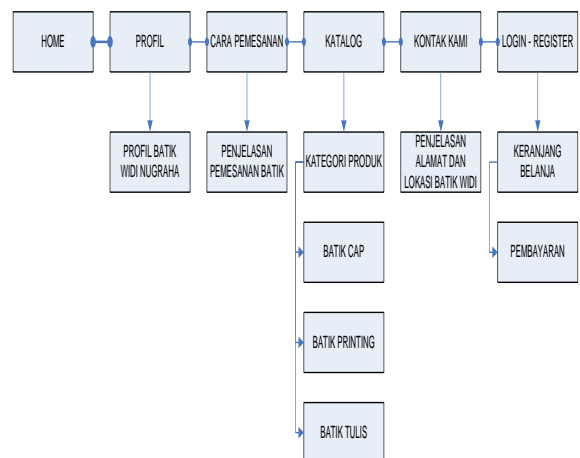 HOME
PROFIL
CARA PEMESANAN
KATALOG
KONTAK KAMI
LOGIN - REGISTER
PROFIL BATIK
WIDI NUGRAHA
PENJELASAN
PEMESANAN BATIK
KATEGORI PRODUK
PENJELASAN
ALAMAT DAN
LOKASI BATIK WIDI
KERANJANG
BELANJA
BATIK CAP
PEMBAYARAN
BATIK PRINTING
BATIK TULIS